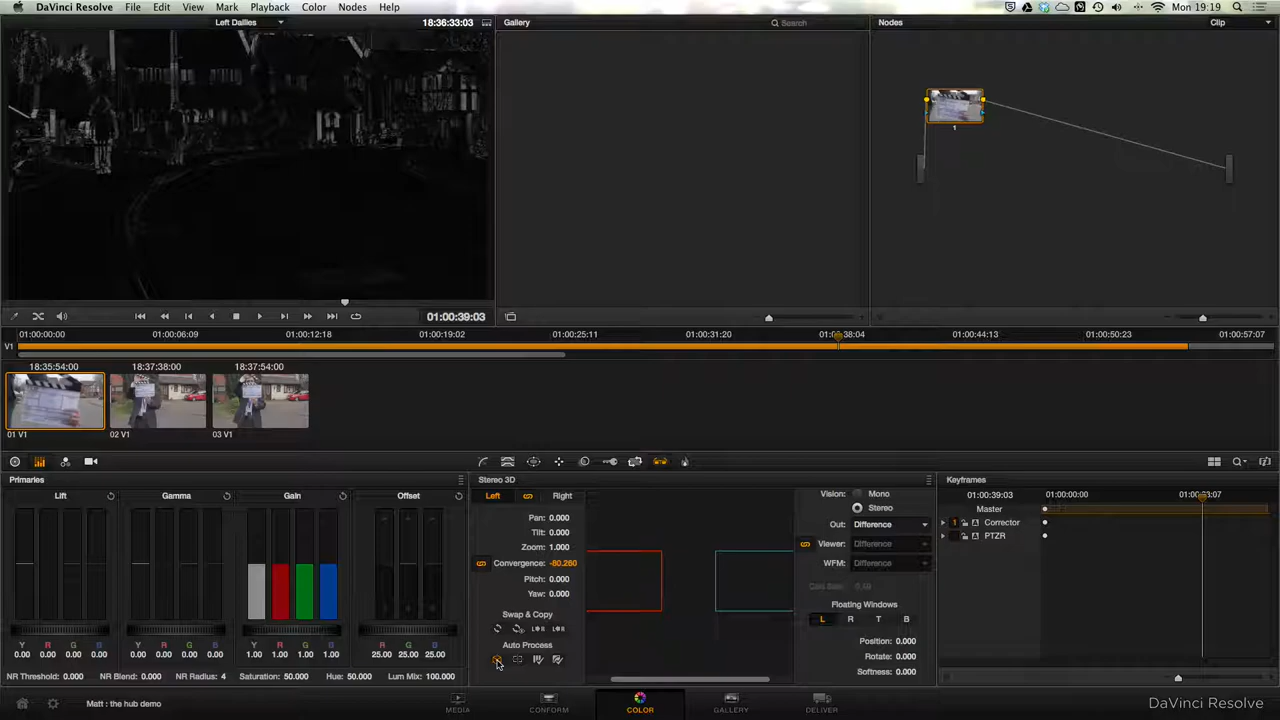 DaVinci Resolve File Edit View Mark Playback Color Nodes Help Mon 19:19
Left Dailies 18:36:33:03 Gallery Search Nodes Clip
1
01:00:39:03
01:00:00:00 01:00:06:09 01:00:12:18 01:00:19:02 01:00:25:11 01:00:31:20 01:00:38:04 01:00:44:13 01:00:50:23 01:00:57:07
V1
18:35:54:00 18:37:38:00 18:37:54:00
01 V1 02 V1 03 V1
Primaries Stereo 3D Keyframes
Lift Gamma Gain Offset
Left Right
Pan: 0.000
Tilt: 0.000
Zoom: 1.000
Convergence: -80.260
Pitch: 0.000
Yaw: 0.000
Swap & Copy
Auto Process
Y R G B Y R G B Y R G B R G B
0.00 0.00 0.00 0.00 0.00 0.00 0.00 0.00 1.00 1.00 1.00 1.00 25.00 25.00 25.00
NR Threshold: 0.000 NR Blend: 0.000 NR Radius: 4 Saturation: 50.000 Hue: 50.000 Lum Mix: 100.000
Vision: Mono
Stereo
Out: Difference
Viewer: Difference
WFM: Difference
Floating Windows
L R T B
Position: 0.000
Rotate: 0.000
Softness: 0.000
01:00:39:03 01:00:00:00
Master
1 Corrector
PTZR
Matt : the hub demo MEDIA CONFORM COLOR GALLERY DELIVER DaVinci Resolve